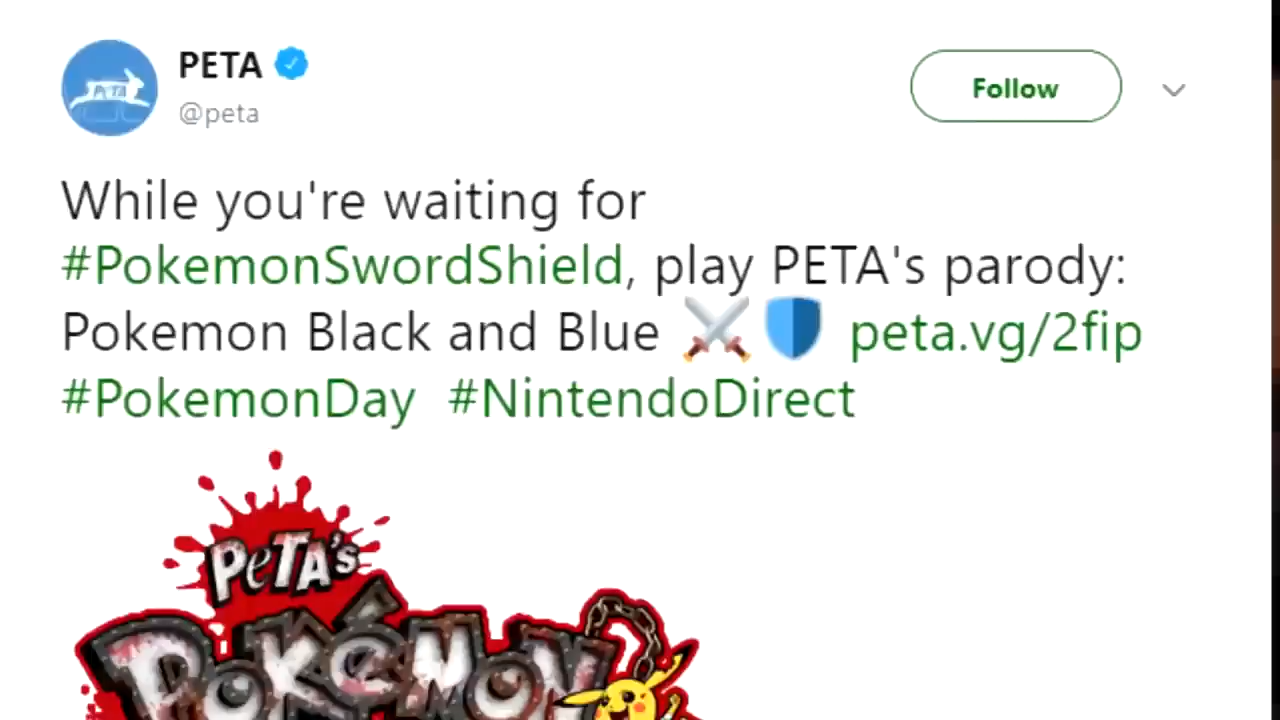 PETA
@peta
Follow
While you're waiting for
#PokemonSwordShield, play PETA's parody:
Pokemon Black and Blue ⚔️🛡️ peta.vg/2fip
#PokemonDay #NintendoDirect
PETA's
POKÉMON